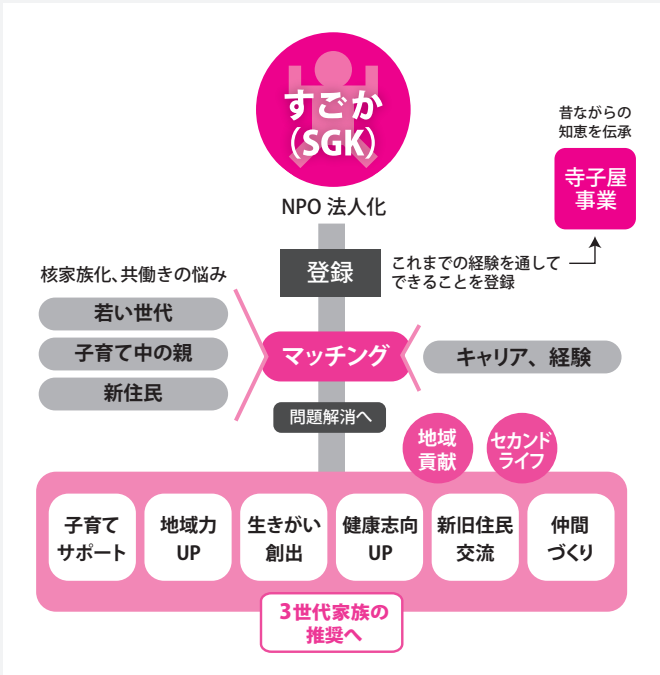 すごか
(SGK)
NPO 法人化
昔ながらの
知恵を伝承
寺子屋
事業
登録
これまでの経験を通して
できることを登録
核家族化、共働きの悩み
若い世代
子育て中の親
新住民
マッチング
キャリア、経験
問題解消へ
地域
貢献
セカンド
ライフ
子育て
サポート
地域力
UP
生きがい
創出
健康志向
UP
新旧住民
交流
仲間
づくり
3世代家族の
推奨へ